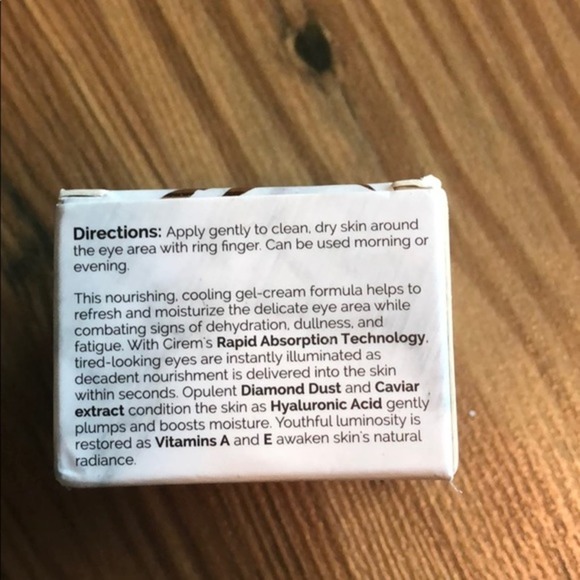 Directions: Apply gently to clean, dry skin around
the eye area with ring finger. Can be used morning or
evening.
This nourishing, cooling gel-cream formula helps to
refresh and moisturize the delicate eye area while
combating signs of dehydration, dullness, and
fatigue. With Cirem's Rapid Absorption Technology,
tired-looking eyes are instantly illuminated as
decadent nourishment is delivered into the skin
within seconds. Opulent Diamond Dust and Caviar
extract condition the skin as Hyaluronic Acid gently
plumps and boosts moisture. Youthful luminosity is
restored as Vitamins A and E awaken skin's natural
radiance.